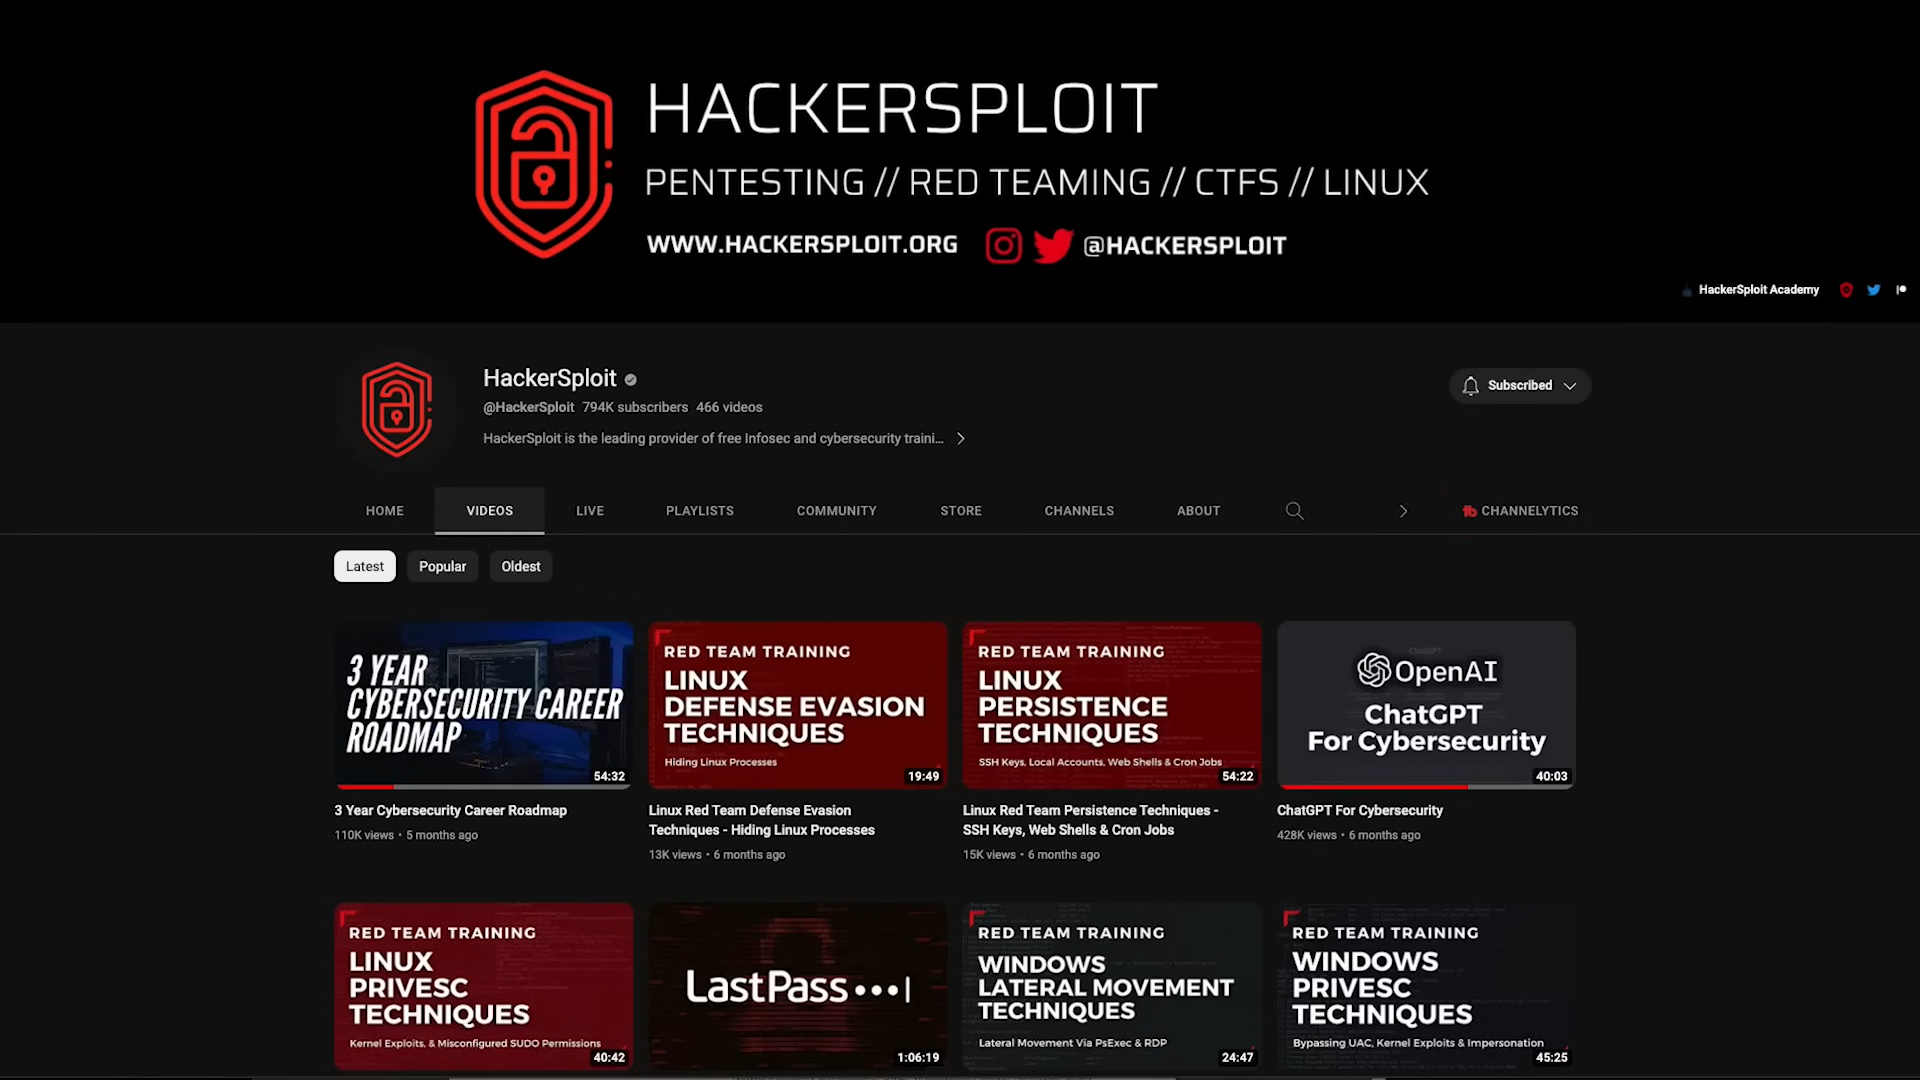 HACKERSPLOIT
PENTESTING // RED TEAMING // CTFS // LINUX
WWW.HACKERSPLOIT.ORG @HACKERSPLOIT
HackerSploit Academy
HackerSploit
@HackerSploit 794K subscribers 466 videos
HackerSploit is the leading provider of free Infosec and cybersecurity traini...
Subscribed
HOME VIDEOS LIVE PLAYLISTS COMMUNITY STORE CHANNELS ABOUT CHANNELYTICS
Latest Popular Oldest
3 YEAR
CYBERSECURITY CAREER
ROADMAP
54:32
3 Year Cybersecurity Career Roadmap
110K views • 5 months ago
RED TEAM TRAINING
LINUX
DEFENSE EVASION
TECHNIQUES
Hiding Linux Processes
19:49
Linux Red Team Defense Evasion
Techniques - Hiding Linux Processes
13K views • 6 months ago
RED TEAM TRAINING
LINUX
PERSISTENCE
TECHNIQUES
SSH Keys, Local Accounts, Web Shells & Cron Jobs
54:22
Linux Red Team Persistence Techniques -
SSH Keys, Web Shells & Cron Jobs
15K views • 6 months ago
OpenAI
ChatGPT
For Cybersecurity
40:03
ChatGPT For Cybersecurity
428K views • 6 months ago
RED TEAM TRAINING
LINUX
PRIVESC
TECHNIQUES
Kernel Exploits, & Misconfigured SUDO Permissions
40:42
LastPass
1:06:19
RED TEAM TRAINING
WINDOWS
LATERAL MOVEMENT
TECHNIQUES
Lateral Movement Via PsExec & RDP
24:47
RED TEAM TRAINING
WINDOWS
PRIVESC
TECHNIQUES
Bypassing UAC, Kernel Exploits & Impersonation
45:25